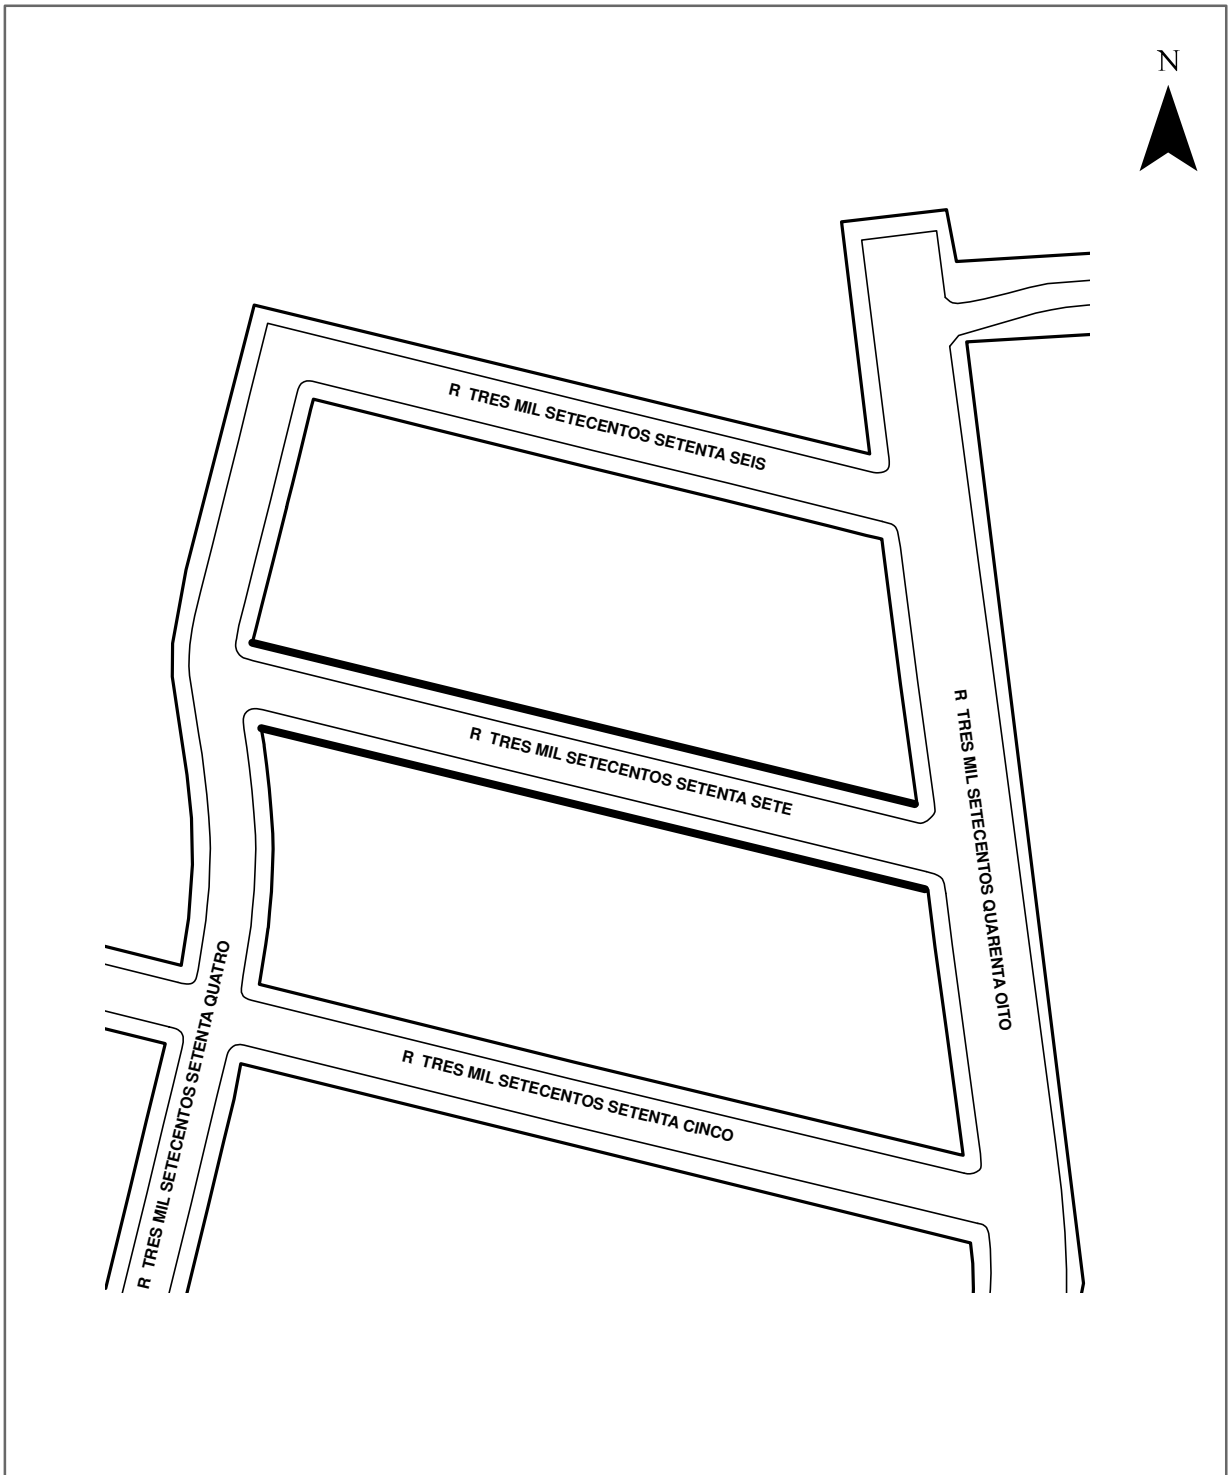 N
R TRES MIL SETECENTOS SETENTA SEIS
R TRES MIL SETECENTOS SETENTA SETE
R TRES MIL SETECENTOS QUARENTA OITO
R TRES MIL SETECENTOS SETENTA QUATRO
R TRES MIL SETECENTOS SETENTA CINCO